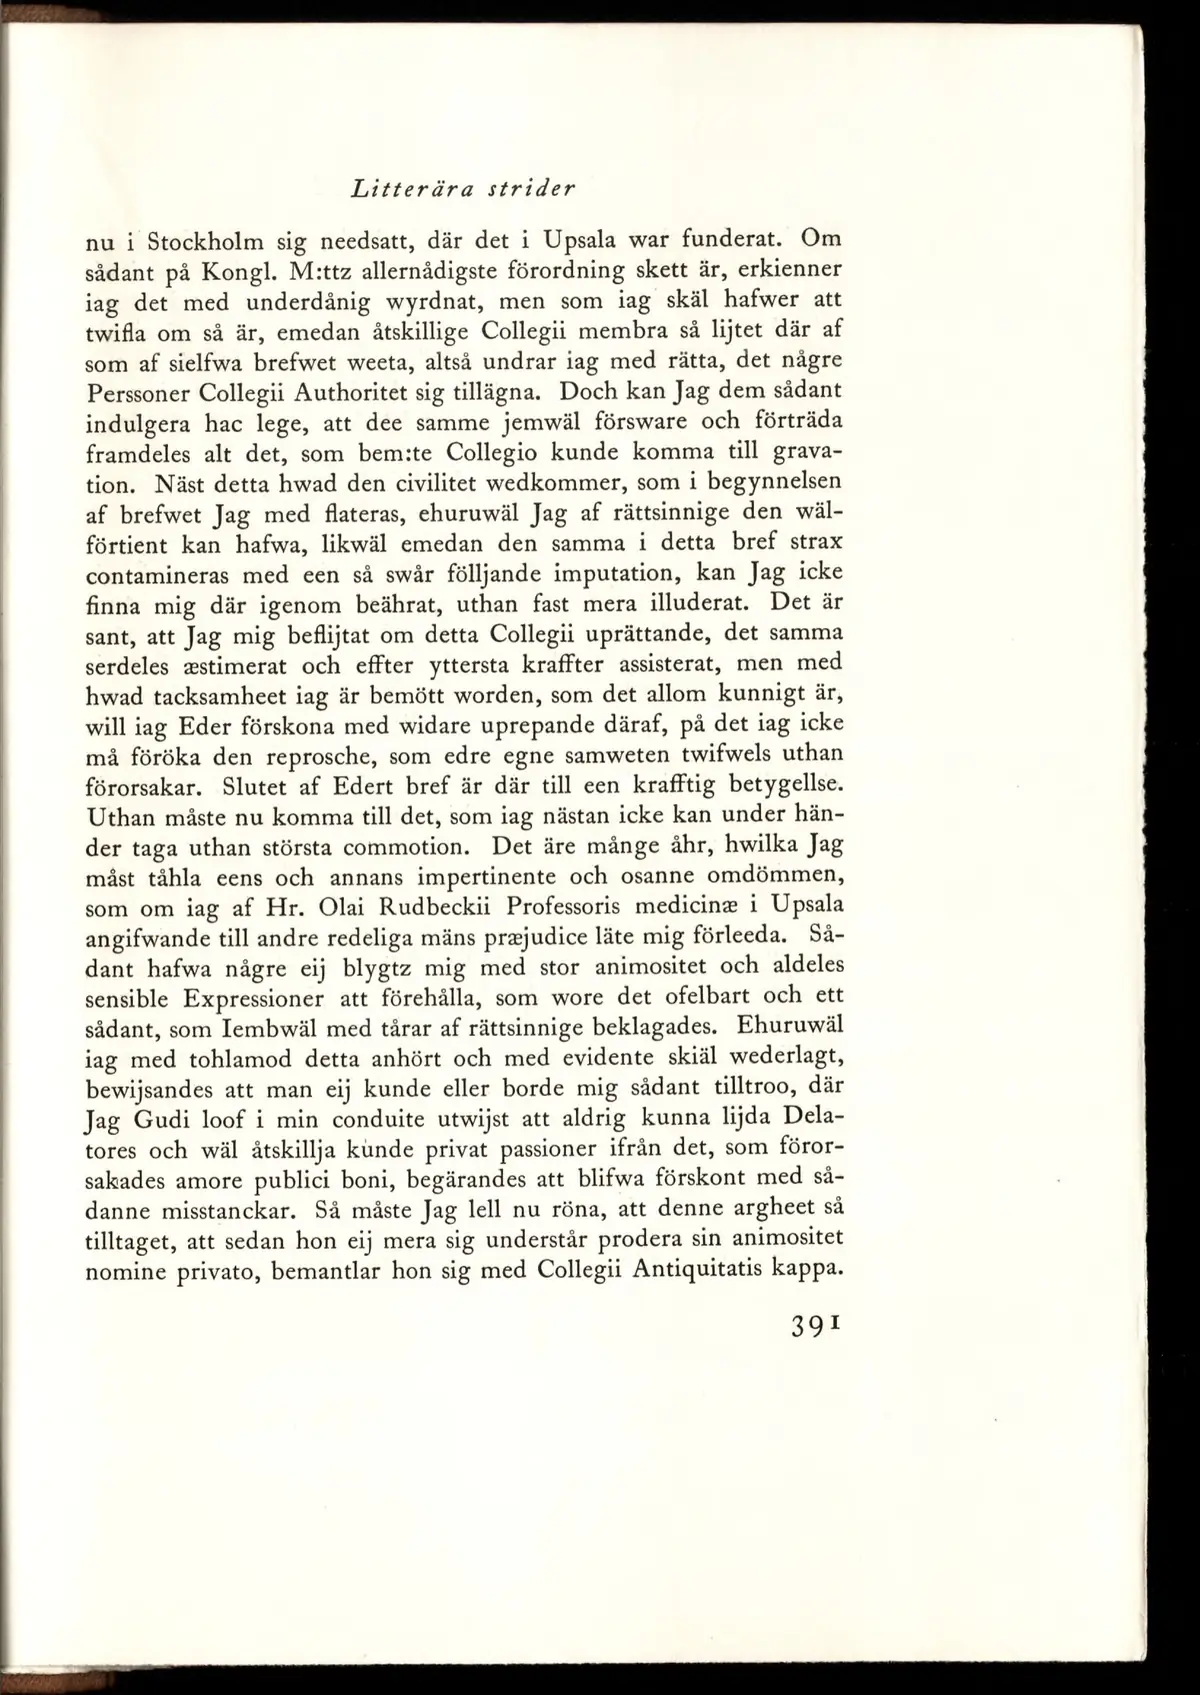 Litterära strider
nu i Stockholm sig needsatt, där det i Upsala war funderat. Om
sådant på Kongl. M:ttz allernådigste förordning skett är, erkienner
iag det med underdånig wyrdnat, men som iag skäl hafwer att
twifla om så är, emedan åtskillige Collegii membra så lijtet där af
som af sielfwa brefwet weeta, altså undrar iag med rätta, det någre
Perssoner Collegii Authoritet sig tillägna. Doch kan Jag dem sådant
indulgera hac lege, att dee samme jemwäl försware och förträda
framdeles alt det, som bem:te Collegio kunde komma till grava-
tion. Näst detta hwad den civilitet wedkommer, som i begynnelsen
af brefwet Jag med flateras, ehuruwäl Jag af rättsinnige den wäl-
förtient kan hafwa, likwäl emedan den samma i detta bref strax
contamineras med een så swår fölljande imputation, kan Jag icke
finna mig där igenom beährat, uthan fast mera illuderat. Det är
sant, att Jag mig beflijtat om detta Collegii uprättande, det samma
serdeles æstimerat och effter yttersta kraffter assisterat, men med
hwad tacksamheet iag är bemött worden, som det allom kunnigt är,
will iag Eder förskona med widare uprepande däraf, på det iag icke
må föröka den reprosche, som edre egne samweten twifwels uthan
förorsakar. Slutet af Edert bref är där till een krafftig betygellse.
Uthan måste nu komma till det, som iag nästan icke kan under hän-
der taga uthan största commotion. Det äre månge åhr, hwilka Jag
måst tåhla eens och annans impertinente och osanne omdömmen,
som om iag af Hr. Olai Rudbeckii Professoris medicinæ i Upsala
angifwande till andre redeliga mäns præjudice läte mig förleeda. Så-
dant hafwa någre eij blygtz mig med stor animositet och aldeles
sensible Expressioner att förehålla, som wore det ofelbart och ett
sådant, som Iembwäl med tårar af rättsinnige beklagades. Ehuruwäl
iag med tohlamod detta anhört och med evidente skiäl wederlagt,
bewijsandes att man eij kunde eller borde mig sådant tilltroo, där
Jag Gudi loof i min conduite utwijst att aldrig kunna lijda Dela-
tores och wäl åtskillja kunde privat passioner ifrån det, som föror-
sakades amore publici boni, begärandes att blifwa förskont med så-
danne misstanckar. Så måste Jag lell nu röna, att denne argheet så
tilltaget, att sedan hon eij mera sig understår prodera sin animositet
nomine privato, bemantlar hon sig med Collegii Antiquitatis kappa.
391